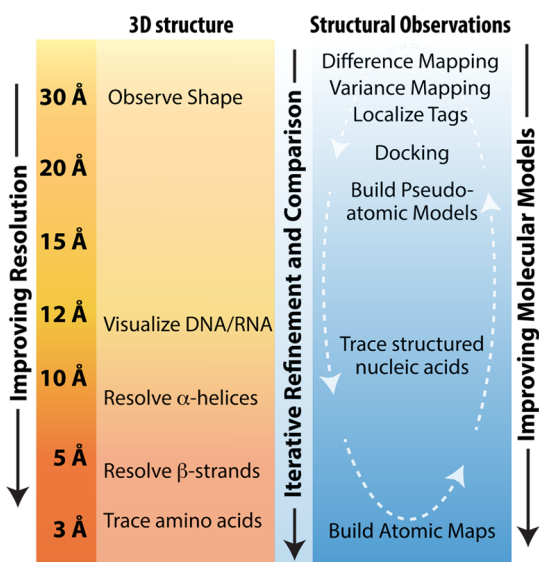 3D structure
Structural Observations
Improving Resolution
30 Å
20 Å
15 Å
12 Å
10 Å
5 Å
3 Å
Observe Shape
Visualize DNA/RNA
Resolve α-helices
Resolve β-strands
Trace amino acids
Iterative Refinement and Comparison
Difference Mapping
Variance Mapping
Localize Tags
Docking
Build Pseudo-
atomic Models
Trace structured
nucleic acids
Build Atomic Maps
Improving Molecular Models